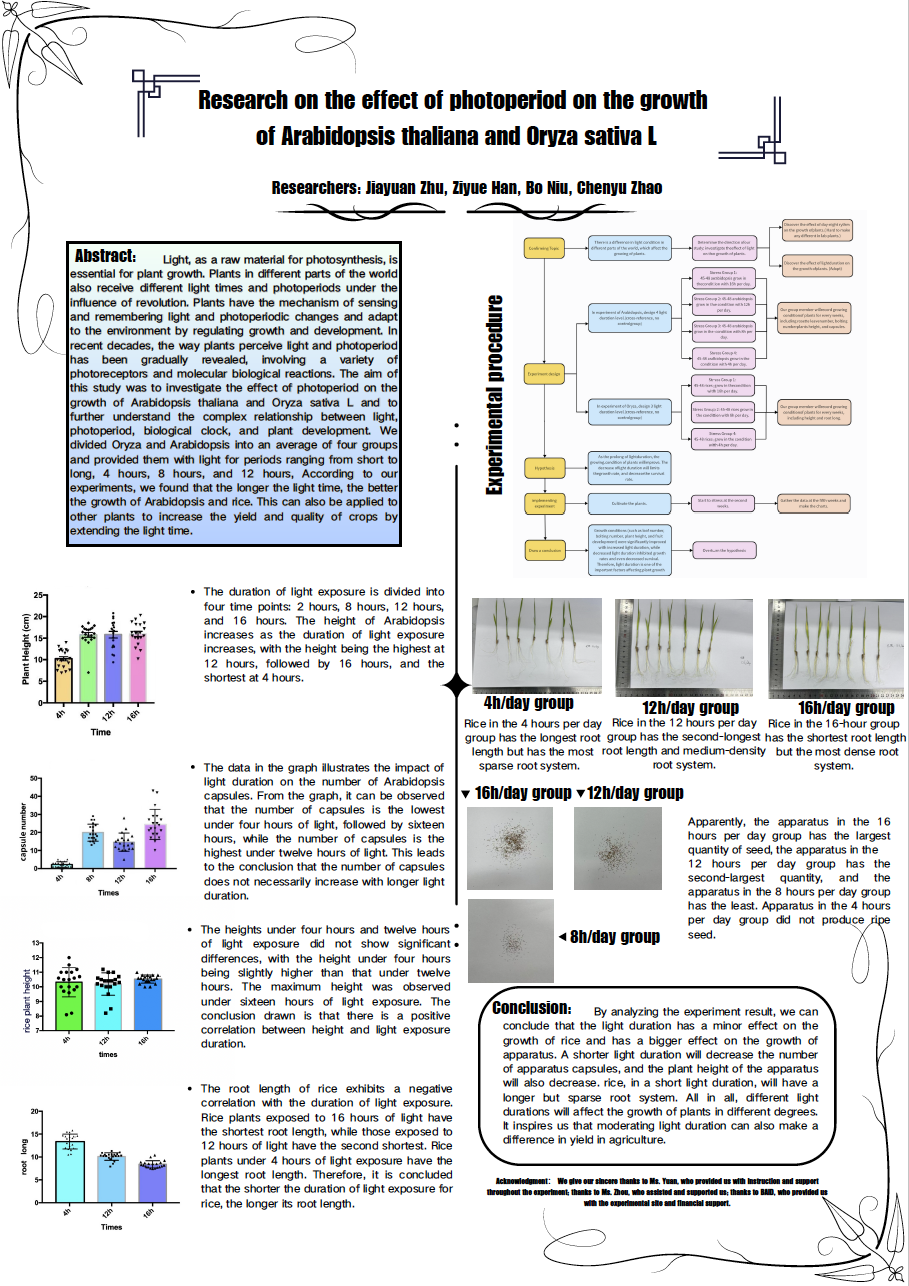 Research on the effect of photoperiod on the growth
of Arabidopsis thaliana and Oryza sativa L
Researchers: Jiayuan Zhu, Ziyue Han, Bo Niu, Chenyu Zhao
Abstract: Light, as a raw material for photosynthesis, is
essential for plant growth. Plants in different parts of the world
also receive different light times and photoperiods under the
influence of revolution. Plants have the mechanism of sensing
and remembering light and photoperiodic changes and adapt
to the environment by regulating growth and development. In
recent decades, the way plants perceive light and photoperiod
has been gradually revealed, involving a variety of
photoreceptors and molecular biological reactions. The aim of
this study was to investigate the effect of photoperiod on the
growth of Arabidopsis thaliana and Oryza sativa L and to
further understand the complex relationship between light,
photoperiod, biological clock, and plant development. We
divided Oryza and Arabidopsis into an average of four groups
and provided them with light for periods ranging from short to
long, 4 hours, 8 hours, and 12 hours, According to our
experiments, we found that the longer the light time, the better
the growth of Arabidopsis and rice. This can also be applied to
other plants to increase the yield and quality of crops by
extending the light time.
Experimental procedure
Experiment design
Hypothesis
Implementing
experiment
Draw a conclusion
Cultivate the plants.
Start to stress at the second
weeks.
Overturn the hypothesis
Plant Height (cm)
25
20
15
10
5
0
4h
8h
12h
16h
Time
The duration of light exposure is divided into
four time points: 2 hours, 8 hours, 12 hours,
and 16 hours. The height of Arabidopsis
increases as the duration of light exposure
increases, with the height being the highest at
12 hours, followed by 16 hours, and the
shortest at 4 hours.
capsule number
50
40
30
20
10
0
4h
8h
12h
16h
Times
The data in the graph illustrates the impact of
light duration on the number of Arabidopsis
capsules. From the graph, it can be observed
that the number of capsules is the lowest
under four hours of light, followed by sixteen
hours, while the number of capsules is the
highest under twelve hours of light. This leads
to the conclusion that the number of capsules
does not necessarily increase with longer light
duration.
rice plant height
13
12
11
10
9
8
7
4h
12h
16h
times
The heights under four hours and twelve hours
of light exposure did not show significant
differences, with the height under four hours
being slightly higher than that under twelve
hours. The maximum height was observed
under sixteen hours of light exposure. The
conclusion drawn is that there is a positive
correlation between height and light exposure
duration.
root long
20
15
10
5
0
4h
12h
16h
Times
The root length of rice exhibits a negative
correlation with the duration of light exposure.
Rice plants exposed to 16 hours of light have
the shortest root length, while those exposed to
12 hours of light have the second shortest. Rice
plants under 4 hours of light exposure have the
longest root length. Therefore, it is concluded
that the shorter the duration of light exposure for
rice, the longer its root length.
4h/day group
Rice in the 4 hours per day
group has the longest root
length but has the most
sparse root system.
12h/day group
Rice in the 12 hours per day
group has the second-longest
root length and medium-density
root system.
16h/day group
Rice in the 16-hour group
has the shortest root length
but the most dense root
system.
16h/day group
12h/day group
8h/day group
Apparently, the apparatus in the 16
hours per day group has the largest
quantity of seed, the apparatus in the
12 hours per day group has the
second-largest quantity, and the
apparatus in the 8 hours per day group
has the least. Apparatus in the 4 hours
per day group did not produce ripe
seed.
Conclusion: By analyzing the experiment result, we can
conclude that the light duration has a minor effect on the
growth of rice and has a bigger effect on the growth of
apparatus. A shorter light duration will decrease the number
of apparatus capsules, and the plant height of the apparatus
will also decrease. rice, in a short light duration, will have a
longer but sparse root system. All in all, different light
durations will affect the growth of plants in different degrees.
It inspires us that moderating light duration can also make a
difference in yield in agriculture.
Acknowledgment: We give our sincere thanks to Ms. Yuan, who provided us with instruction and support
throughout the experiment; thanks to Ms. Zhou, who assisted and supported us; thanks to BAID, who provided us
with the experimental site and financial support.